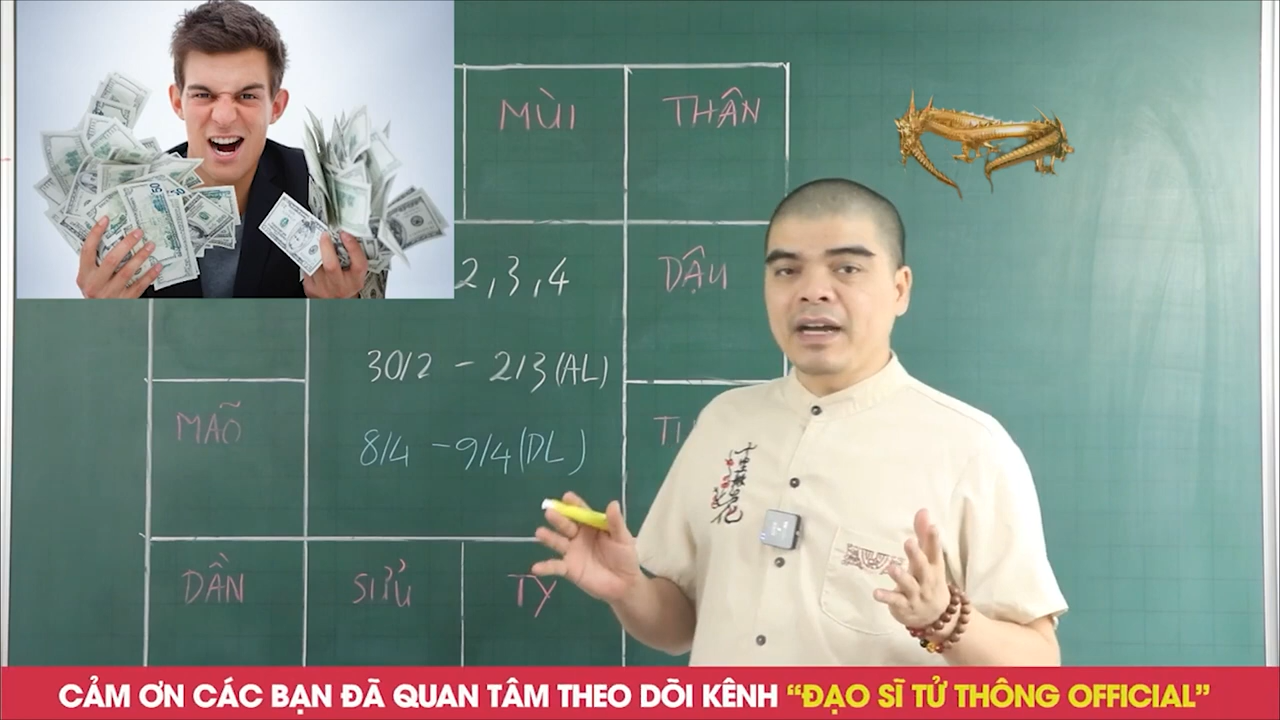 MÙI
THÂN
2, 3, 4
DẬU
30/2 - 2/3 (AL)
MÃO
8/4 - 9/4 (DL)
DẦN
SỬU
TÝ
CẢM ƠN CÁC BẠN ĐÃ QUAN TÂM THEO DÕI KÊNH “ĐẠO SĨ TỬ THÔNG OFFICIAL”